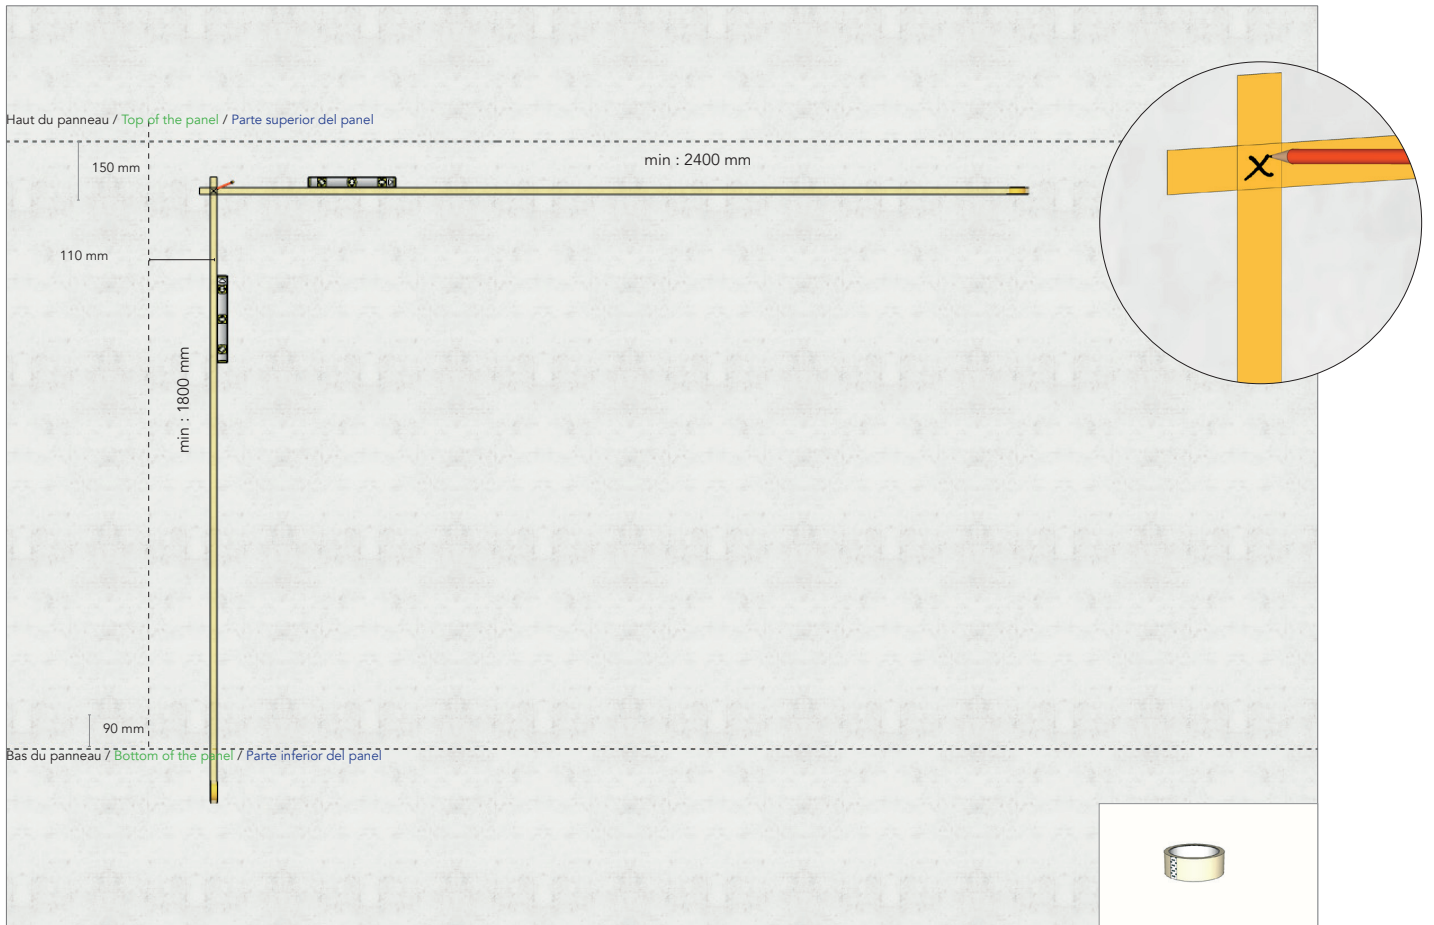 Haut du panneau / Top of the panel / Parte superior del panel
150 mm
min : 2400 mm
X
110 mm
min : 1800 mm
90 mm
Bas du panneau / Bottom of the panel / Parte inferior del panel